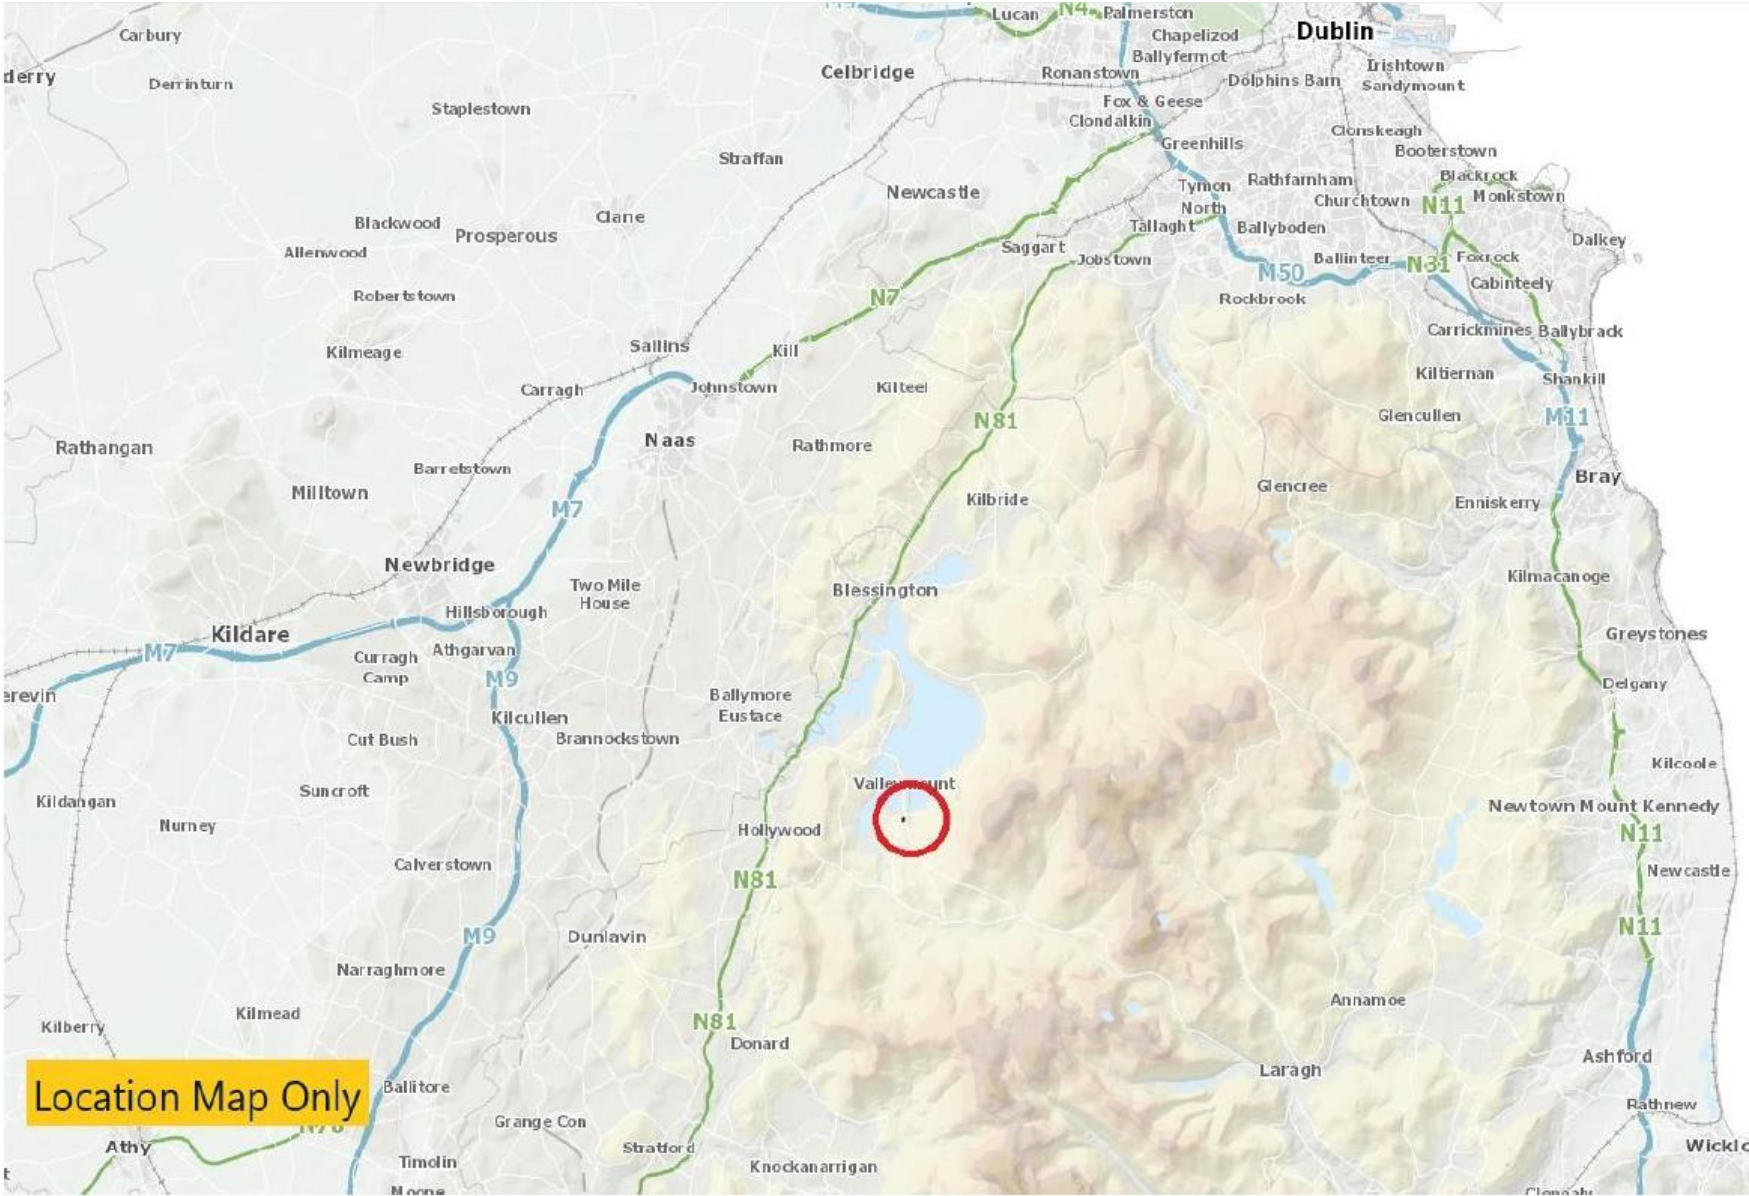 Lucan
N4
Palmerston
Dublin
Carbury
Chapelizod
Ballyfermot
Irishtown
derry
Celbridge
Ronanstown
Dolphins Barn
Sandymount
Derrinturn
Staplestown
Fox & Geese
Clondalkin
Clonskeagh
Greenhills
Booterstown
Straffan
Blackrock
Newcastle
Tymon
North
Rathfarnham
Churchtown
N11
Monkstown
Blackwood
Clane
Prosperous
Tallaght
Ballyboden
Allenwood
Saggart
Jobstown
M50
Ballinteer
N31
Foxrock
Dalkey
Cabinteely
Robertstown
N7
Rockbrook
Carrickmines
Ballybrack
Kilmeage
Sallins
Kill
Carragh
Johnstown
Kilteel
Kiltiernan
Shankill
N81
Glencullen
M11
Rathangan
Naas
Rathmore
Barretstown
Milltown
M7
Kilbride
Glencree
Enniskerry
Bray
Newbridge
Two Mile
House
Blessington
Kilmacanoge
Hillsborough
Kildare
M7
Curragh
Camp
Athgarvan
Greystones
erevin
M9
Ballymore
Eustace
Delgany
Kilcullen
Cut Bush
Brannockstown
Kilcoole
Suncroft
Valleymount
Kildangan
Newtown Mount Kennedy
Nurney
Hollywood
N11
Calverstown
N81
Newcastle
M9
Dunlavin
N11
Narraghmore
Annamoe
Kilmead
Kilberry
N81
Donard
Ashford
Laragh
Location Map Only
Ballitore
Rathnew
Grange Con
N78
Athy
Stratford
Wicklo
Timolin
Knockanarrigan
Moone